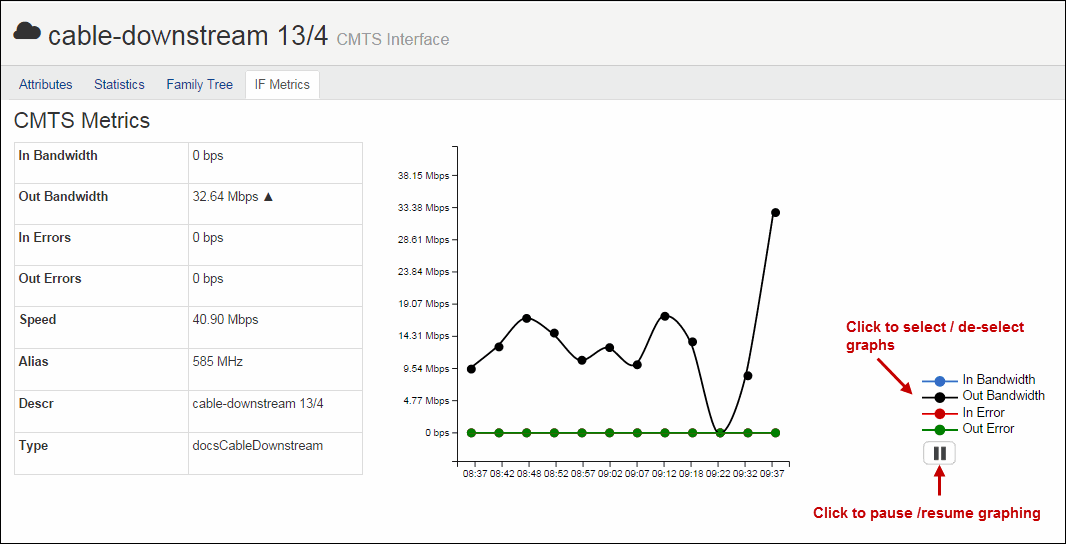 cable-downstream 13/4 CMTS Interface
Attributes Statistics Family Tree IF Metrics
CMTS Metrics
In Bandwidth 0 bps
Out Bandwidth 32.64 Mbps ▲
In Errors 0 bps
Out Errors 0 bps
Speed 40.90 Mbps
Alias 585 MHz
Descr cable-downstream 13/4
Type docsCableDownstream
38.15 Mbps
33.38 Mbps
28.61 Mbps
23.84 Mbps
19.07 Mbps
14.31 Mbps
9.54 Mbps
4.77 Mbps
0 bps
08:37 08:42 08:48 08:52 08:57 09:02 09:07 09:12 09:18 09:22 09:32 09:37
Click to select / de-select
graphs
In Bandwidth
Out Bandwidth
In Error
Out Error
Click to pause /resume graphing